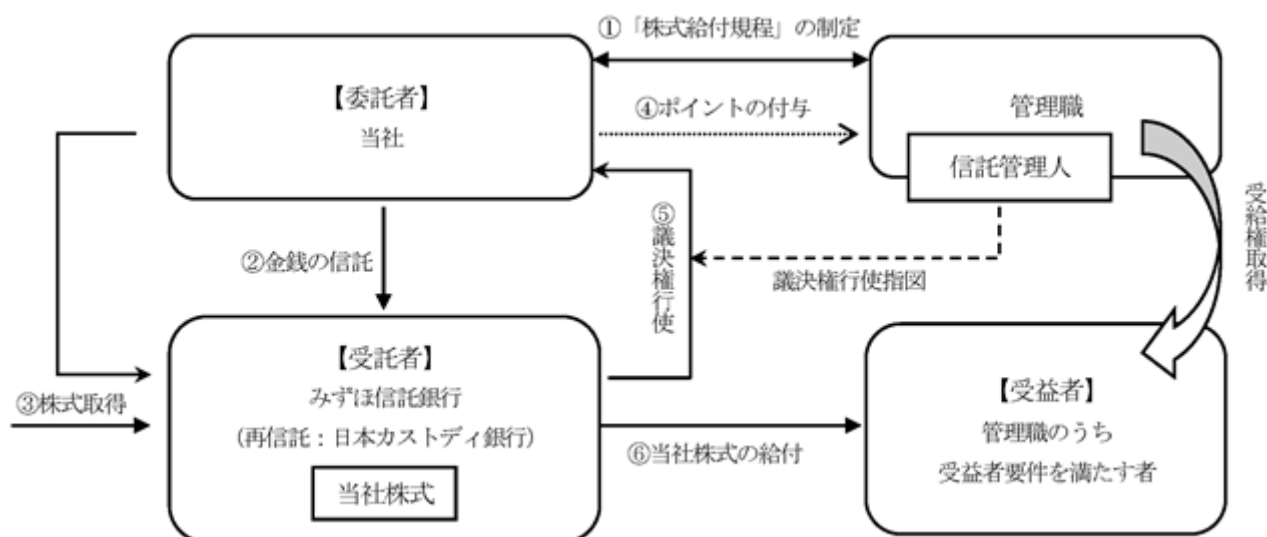 ①「株式給付規程」の制定
【委託者】
当社
④ポイントの付与
管理職
信託管理人
受給権取得
②金銭の信託
⑤議決権行使
議決権行使指図
③株式取得
【受託者】
みずほ信託銀行
(再信託：日本カストディ銀行)
当社株式
⑥当社株式の給付
【受益者】
管理職のうち
受益者要件を満たす者